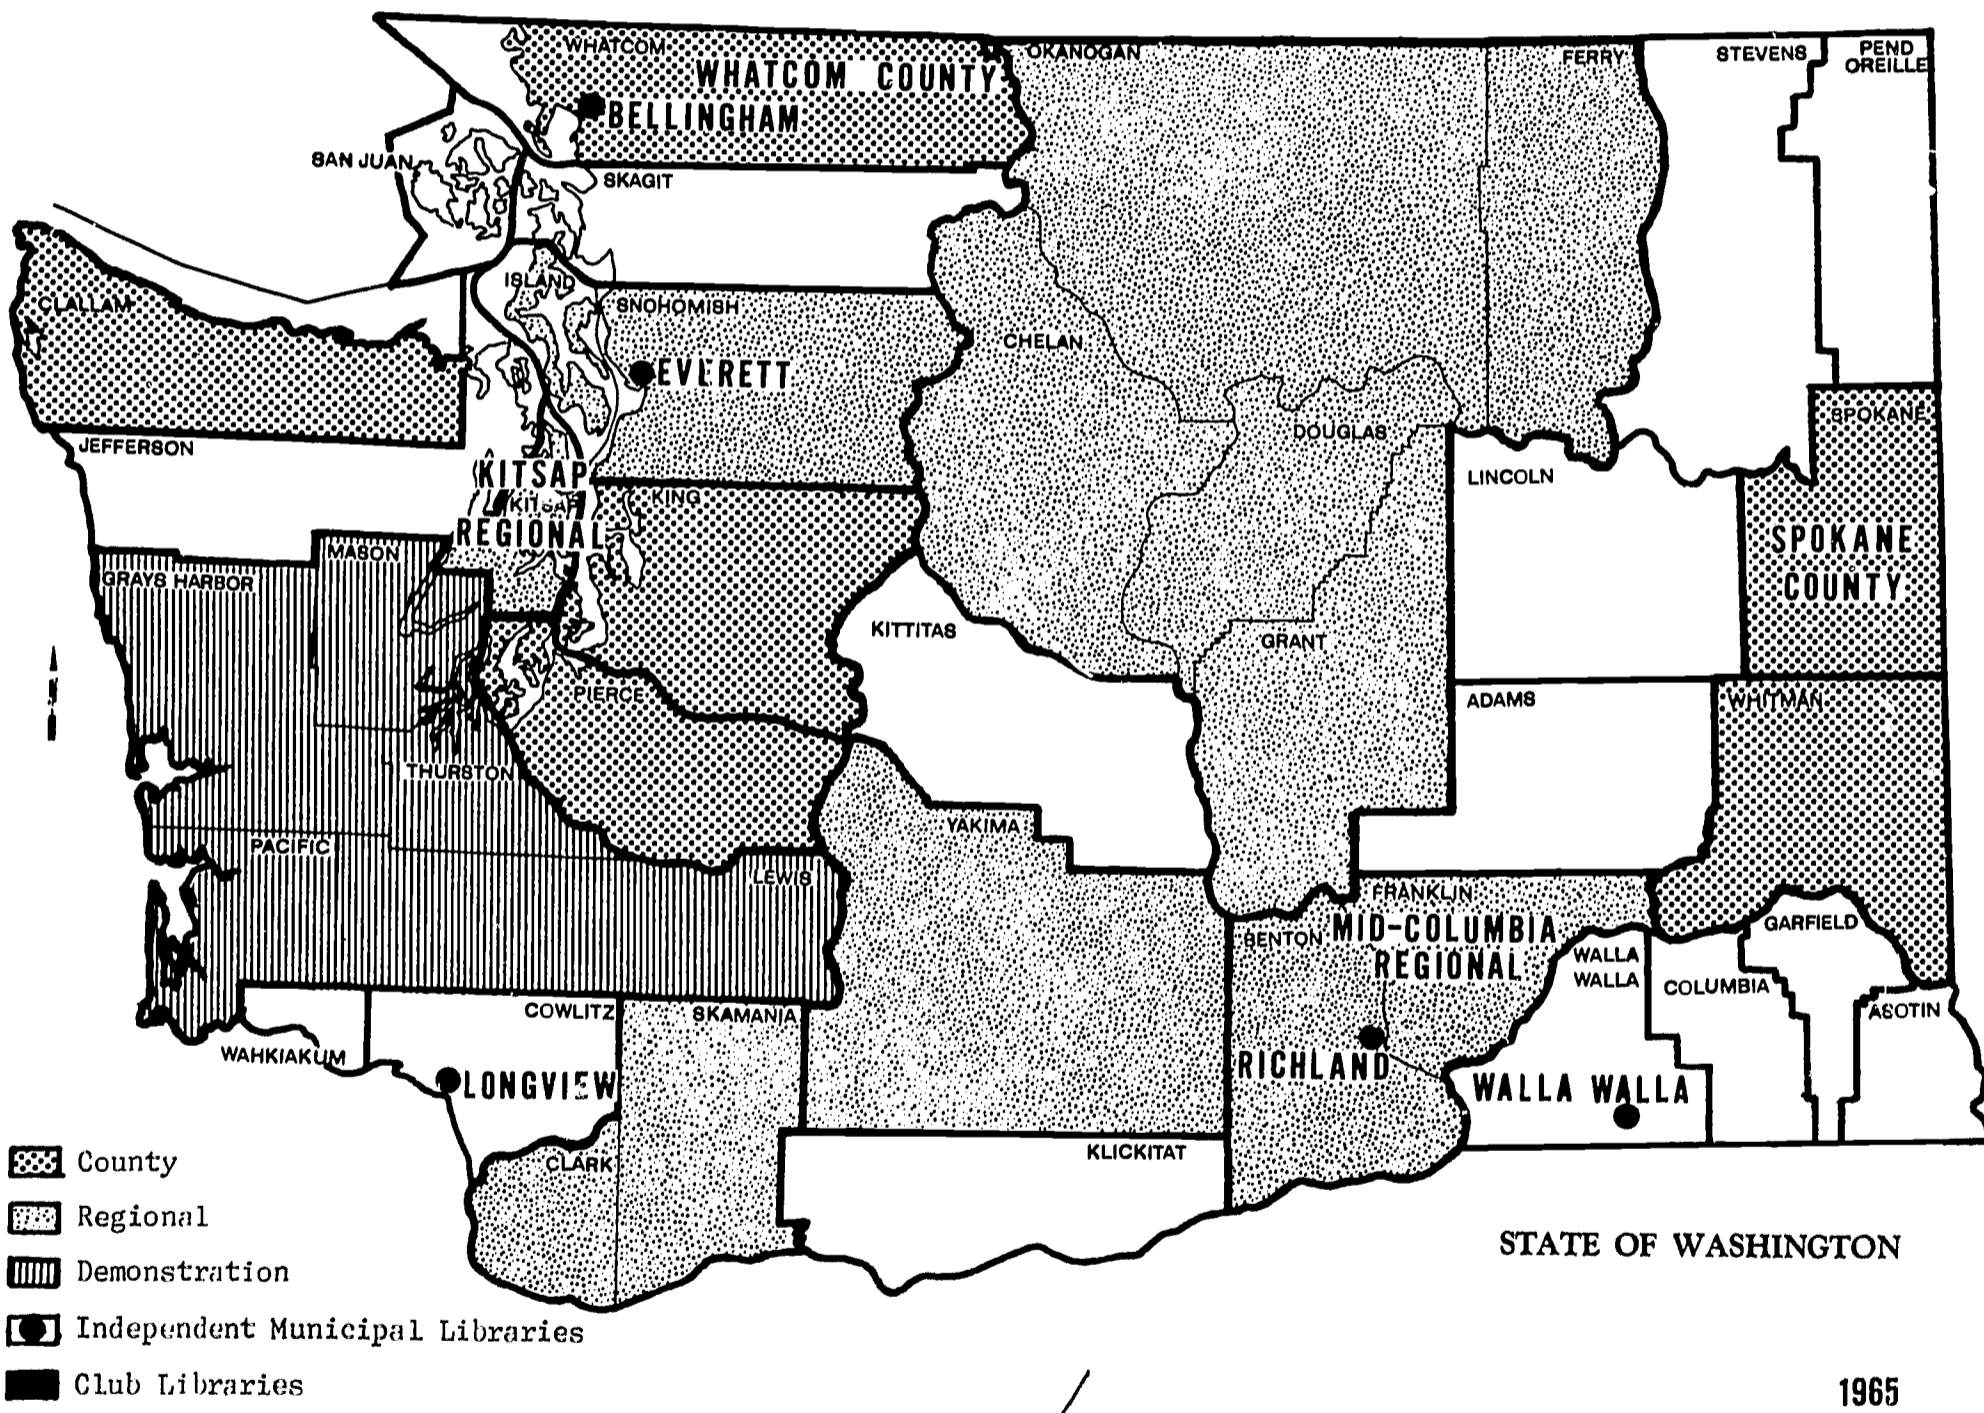 WHATCOM
WHATCOM COUNTY
BELLINGHAM
OKANOGAN
FERRY
STEVENS
PEND
OREILLE
SAN JUAN
SKAGIT
ISLAND
SNOHOMISH
EVERETT
CLALLAM
CHELAN
JEFFERSON
DOUGLAS
SPOKANE
LINCOLN
KITSAP
KITSAP
REGIONAL
KING
SPOKANE
COUNTY
MASON
GRAYS HARBOR
KITTITAS
GRANT
PIERCE
ADAMS
WHITMAN
THURSTON
YAKIMA
PACIFIC
LEWIS
FRANKLIN
BENTON
MID-COLUMBIA
REGIONAL
GARFIELD
WALLA
WALLA
COLUMBIA
ASOTIN
COWLITZ
SKAMANIA
WAHKIAKUM
LONGVIEW
RICHLAND
WALLA WALLA
CLARK
KLICKITAT
County
Regional
Demonstration
Independent Municipal Libraries
Club Libraries
STATE OF WASHINGTON
1965